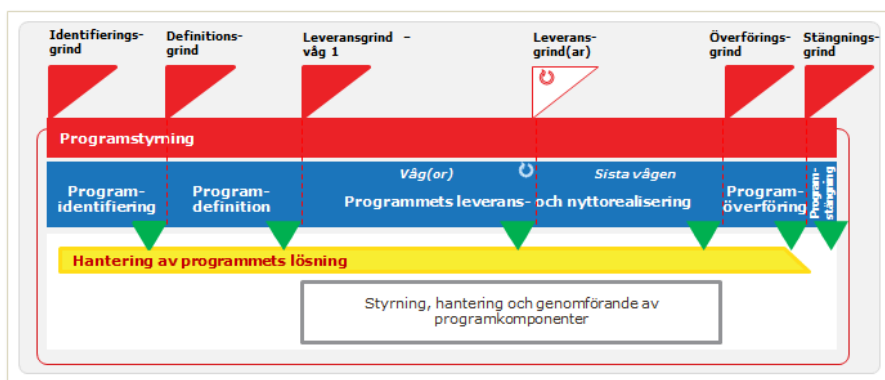 Identifierings-
grind
Definitions-
grind
Leveransgrind –
våg 1
Leverans-
grind(ar)
Överförings-
grind
Stängnings-
grind
Programstyrning
Program-
identifiering
Program-
definition
Våg(or)
Sista vågen
Programmets leverans- och nyttorealisering
Program-
överföring
Program-
stängning
Hantering av programmets lösning
Styrning, hantering och genomförande av
programkomponenter